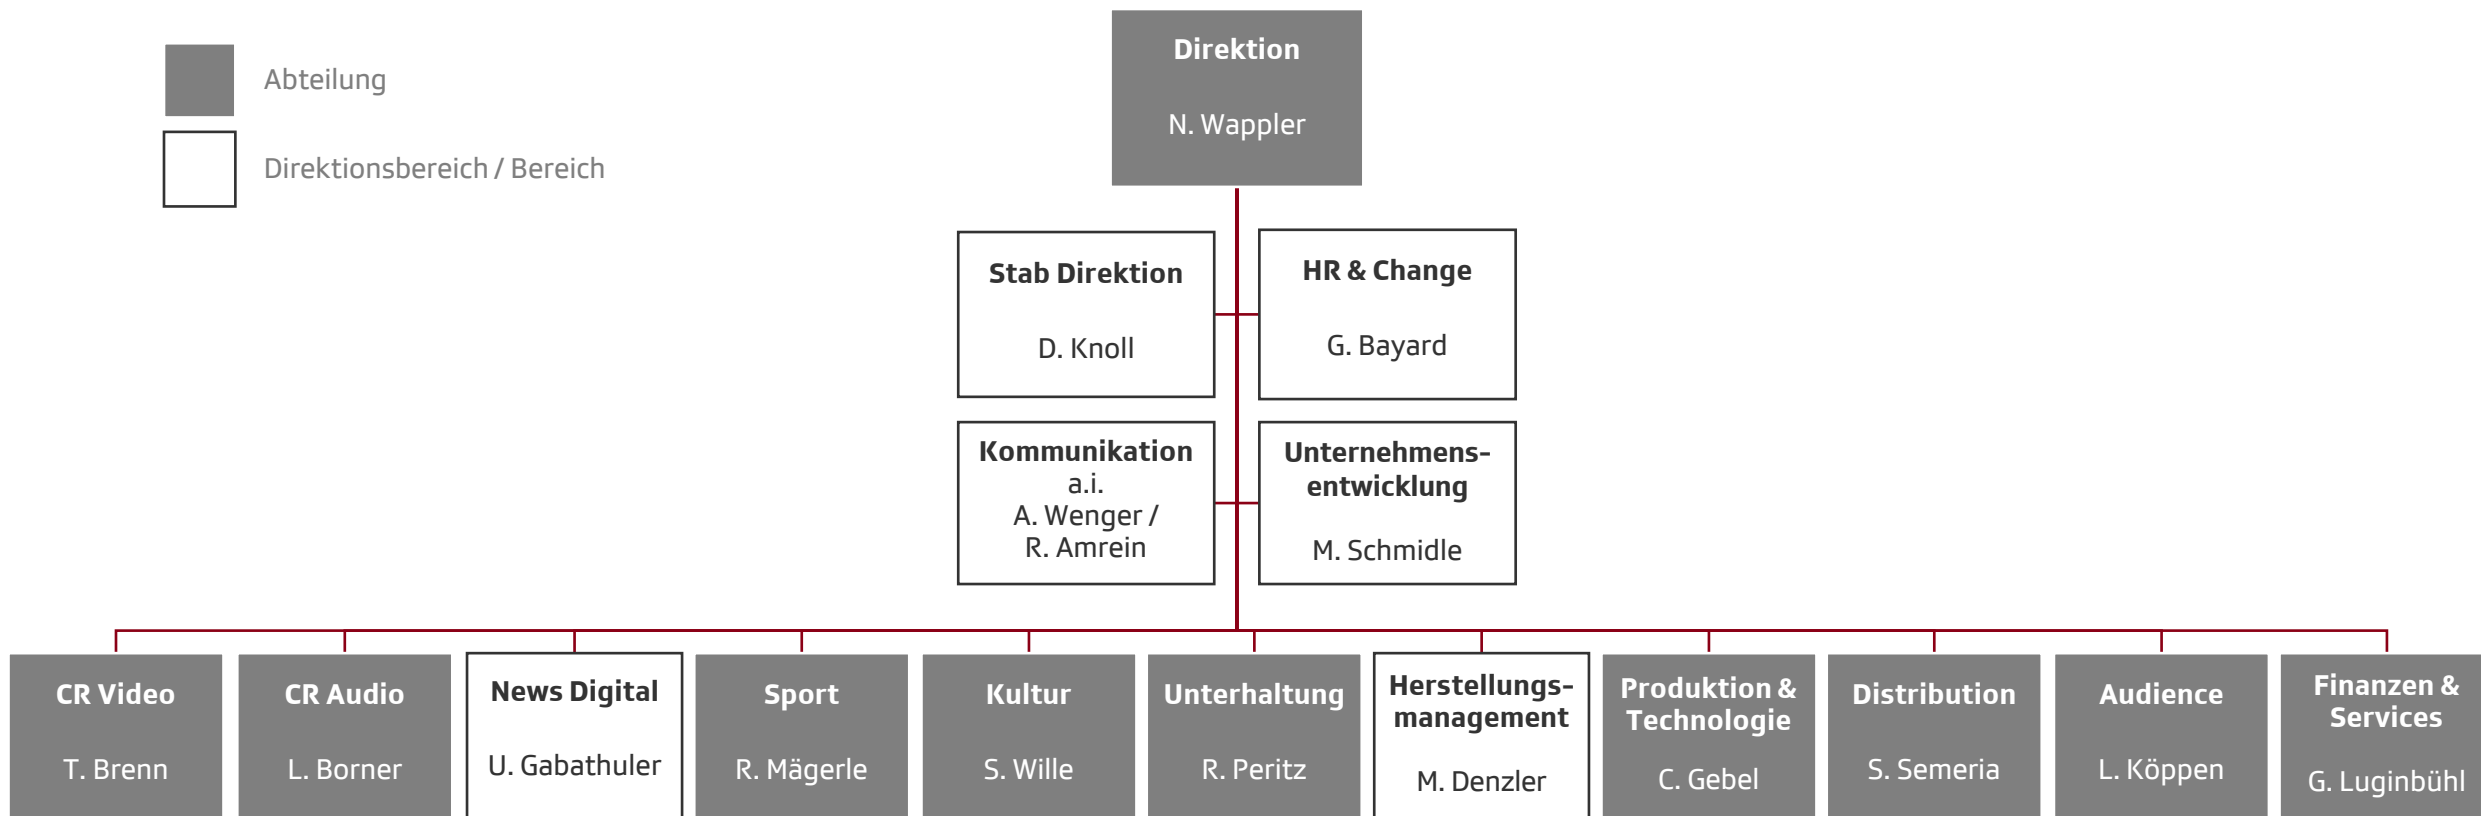 Abteilung
Direktionsbereich / Bereich
Direktion
N. Wappler
Stab Direktion
D. Knoll
HR & Change
G. Bayard
Kommunikation
a.i.
A. Wenger /
R. Amrein
Unternehmens-
entwicklung
M. Schmidle
CR Video
T. Brenn
CR Audio
L. Borner
News Digital
U. Gabathuler
Sport
R. Mägerle
Kultur
S. Wille
Unterhaltung
R. Peritz
Herstellungs-
management
M. Denzler
Produktion &
Technologie
C. Gebel
Distribution
S. Semeria
Audience
L. Köppen
Finanzen &
Services
G. Luginbühl